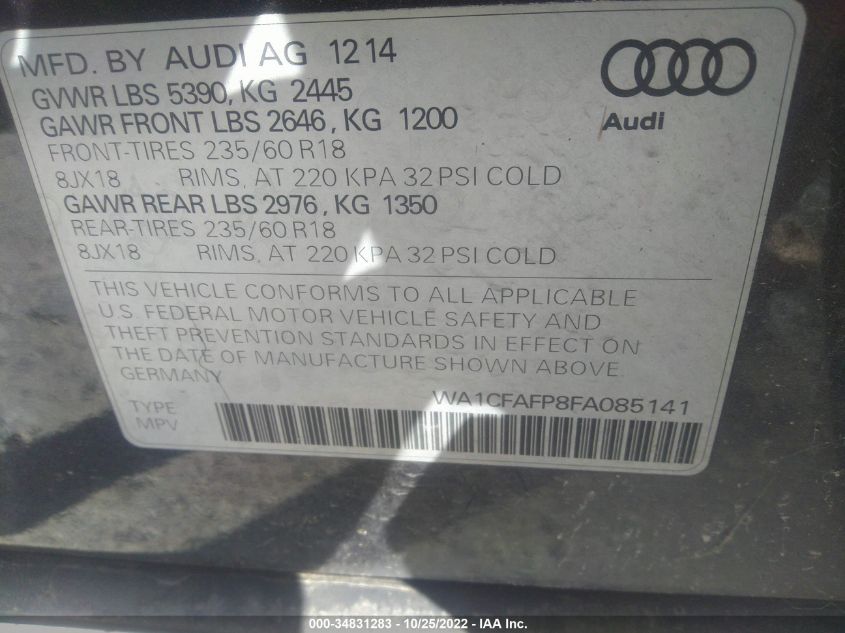 MFD. BY AUDI AG 12 14
GVWR LBS 5390, KG 2445
GAWR FRONT LBS 2646, KG 1200
FRONT-TIRES 235/60 R18
8JX18 RIMS, AT 220 KPA 32 PSI COLD
GAWR REAR LBS 2976, KG 1350
REAR-TIRES 235/60 R18
8JX18 RIMS, AT 220 KPA 32 PSI COLD
Audi
THIS VEHICLE CONFORMS TO ALL APPLICABLE
U.S. FEDERAL MOTOR VEHICLE SAFETY AND
THEFT PREVENTION STANDARDS IN EFFECT ON
THE DATE OF MANUFACTURE SHOWN ABOVE
GERMANY
WA1CFAFP8FA085141
TYPE
MPV
000-34831283 - 10/25/2022 - IAA Inc.